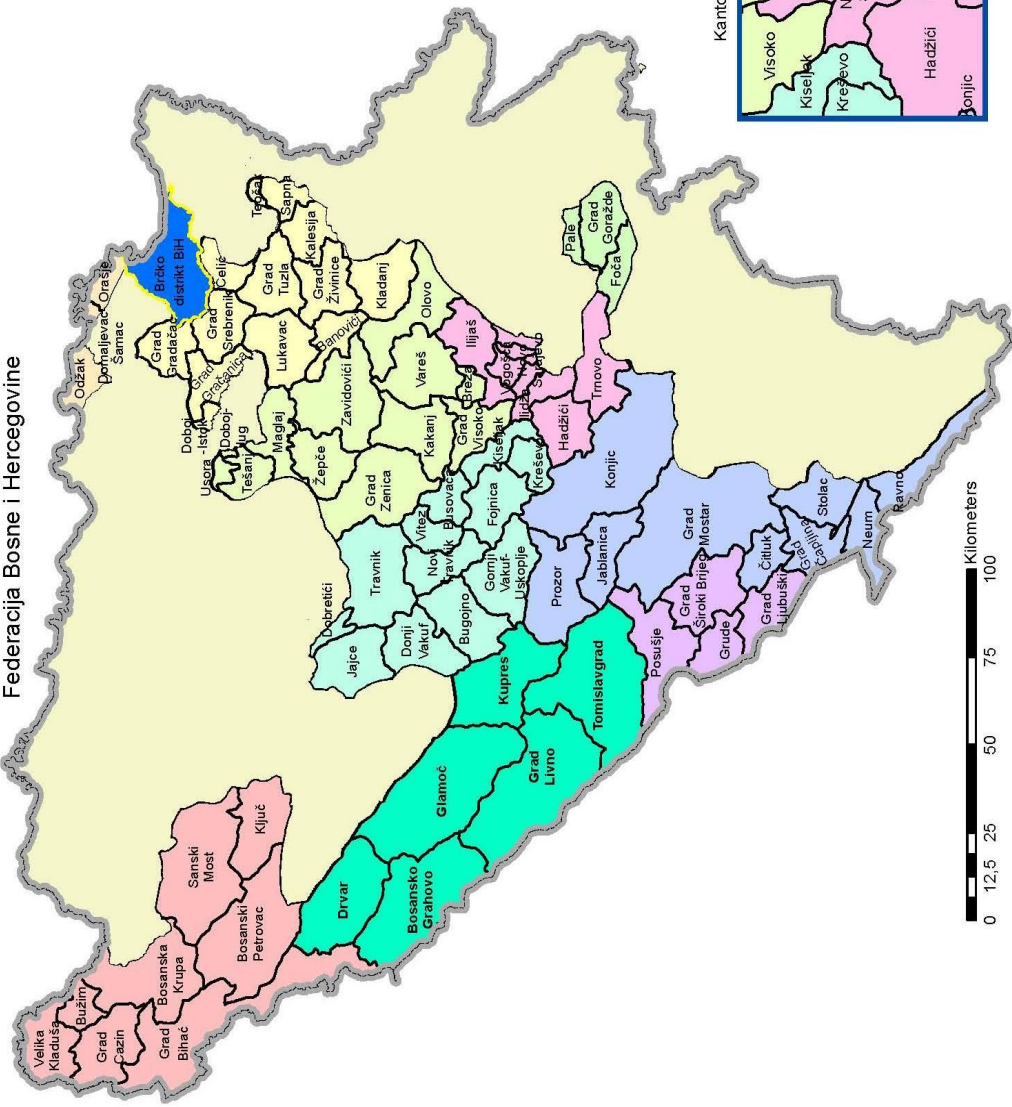 Federacija Bosne i Hercegovine
Velika
Kladuša
Bužim
Grad
Cazin
Bosanska
Krupa
Grad
Bihać
Sanski
Most
Ključ
Bosanski
Petrovac
Drvar
Bosansko
Grahovo
Glamoč
Grad
Livno
Kupres
Tomislavgrad
Odžak
Domaljevac
Šamac
Orašje
Brčko
distrikt BiH
Grad
Gradačac
Grad
Srebrenik
Čelić
Teočak
Sapna
Kalesija
Grad
Tuzla
Grad
Živinice
Lukavac
Banovići
Kladanj
Grad
Gračanica
Doboj
-Istok
Doboj-
Jug
Usora
Tešanj
Maglaj
Žepče
Zavidovići
Grad
Zenica
Kakanj
Vareš
Olovo
Breza
Grad
Visoko
Dobretići
Jajce
Travnik
Donji
Vakuf
Novi
Travnik
Vitez
Busovača
Bugojno
Gornji
Vakuf-
Uskoplje
Fojnica
Kiseljak
Kreševo
Ilijaš
Vogošća
Novo
Sarajevo
Ilidža
Hadžići
Trnovo
Pale
Grad
Goražde
Foča
Prozor
Jablanica
Konjic
Grad
Mostar
Čitluk
Grad
Čapljina
Stolac
Neum
Ravno
Posušje
Grad
Široki Brijeg
Grude
Grad
Ljubuški
Kanto
Visoko
Kiseljak
Kreševo
N
Hadžići
Konjic
0 12,5 25 50 75 100
Kilometers